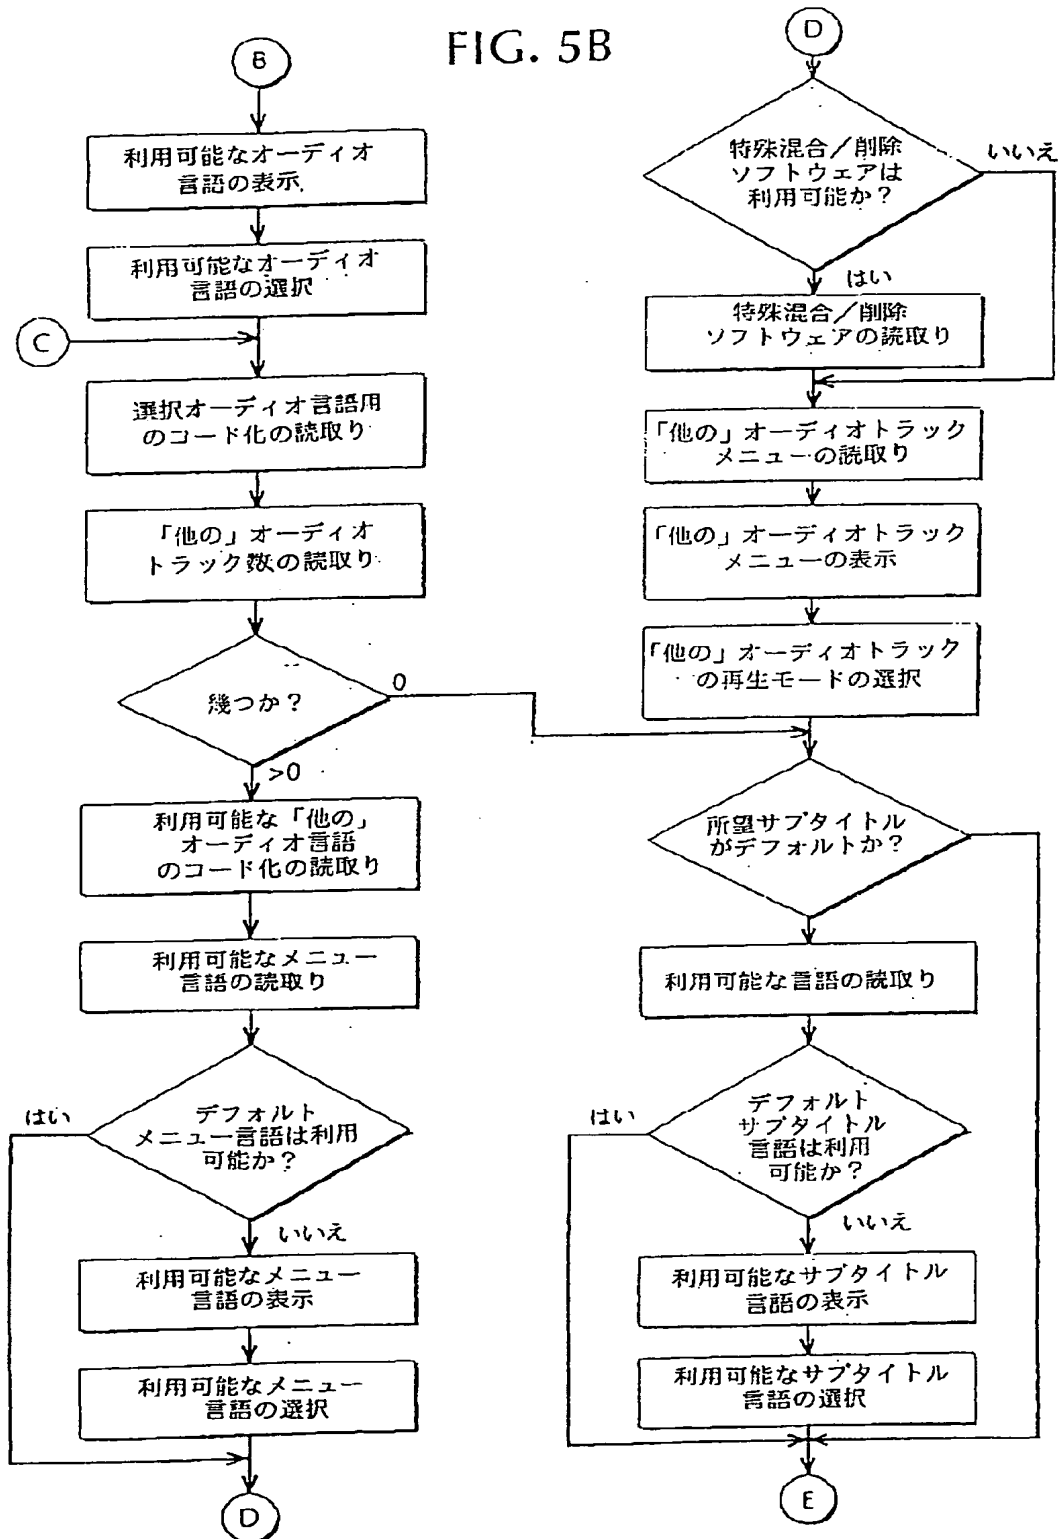 FIG. 5B
B
利用可能なオーディオ
言語の表示
利用可能なオーディオ
言語の選択
C
選択オーディオ言語用
のコード化の読取り
「他の」オーディオ
トラック数の読取り
幾つか?
0
>0
利用可能な「他の」
オーディオ言語
のコード化の読取り
利用可能なメニュー
言語の読取り
デフォルト
メニュー言語は利用
可能か?
はい
いいえ
利用可能なメニュー
言語の表示
利用可能なメニュー
言語の選択
D
D
特殊混合/削除
ソフトウェアは
利用可能か?
いいえ
はい
特殊混合/削除
ソフトウェアの読取り
「他の」オーディオトラック
メニューの読取り
「他の」オーディオトラック
メニューの表示
「他の」オーディオトラック
の再生モードの選択
所望サブタイトル
がデフォルトか?
利用可能な言語の読取り
デフォルト
サブタイトル
言語は利用
可能か?
はい
いいえ
利用可能なサブタイトル
言語の表示
利用可能なサブタイトル
言語の選択
E